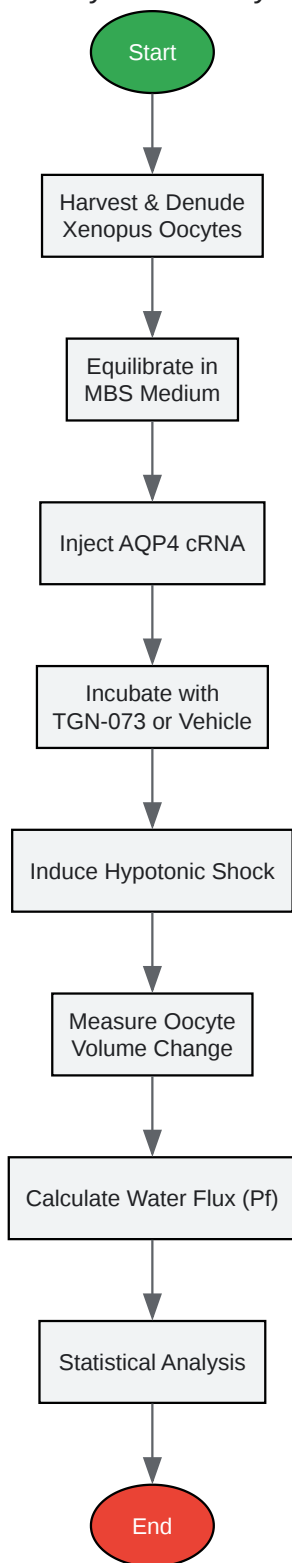 Start
Harvest & Denude
Xenopus Oocytes
Equilibrate in
MBS Medium
Inject AQP4 cRNA
Incubate with
TGN-073 or Vehicle
Induce Hypotonic Shock
Measure Oocyte
Volume Change
Calculate Water Flux (Pf)
Statistical Analysis
End